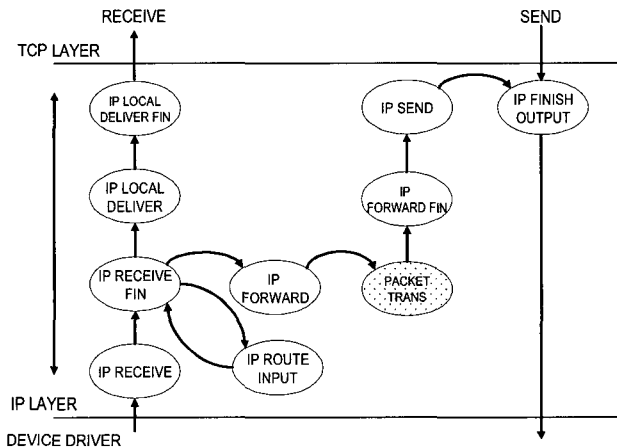 RECEIVE
SEND
TCP LAYER
IP LOCAL
DELIVER FIN
IP SEND
IP FINISH
OUTPUT
IP LOCAL
DELIVER
IP
FORWARD FIN
IP RECEIVE
FIN
IP
FORWARD
PACKET
TRANS
IP RECEIVE
IP ROUTE
INPUT
IP LAYER
DEVICE DRIVER